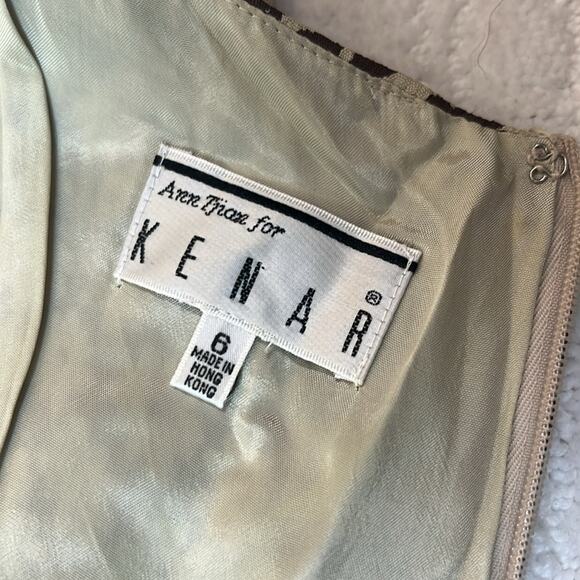 Ann Tjian for
KENAR®
6
MADE IN
HONG
KONG